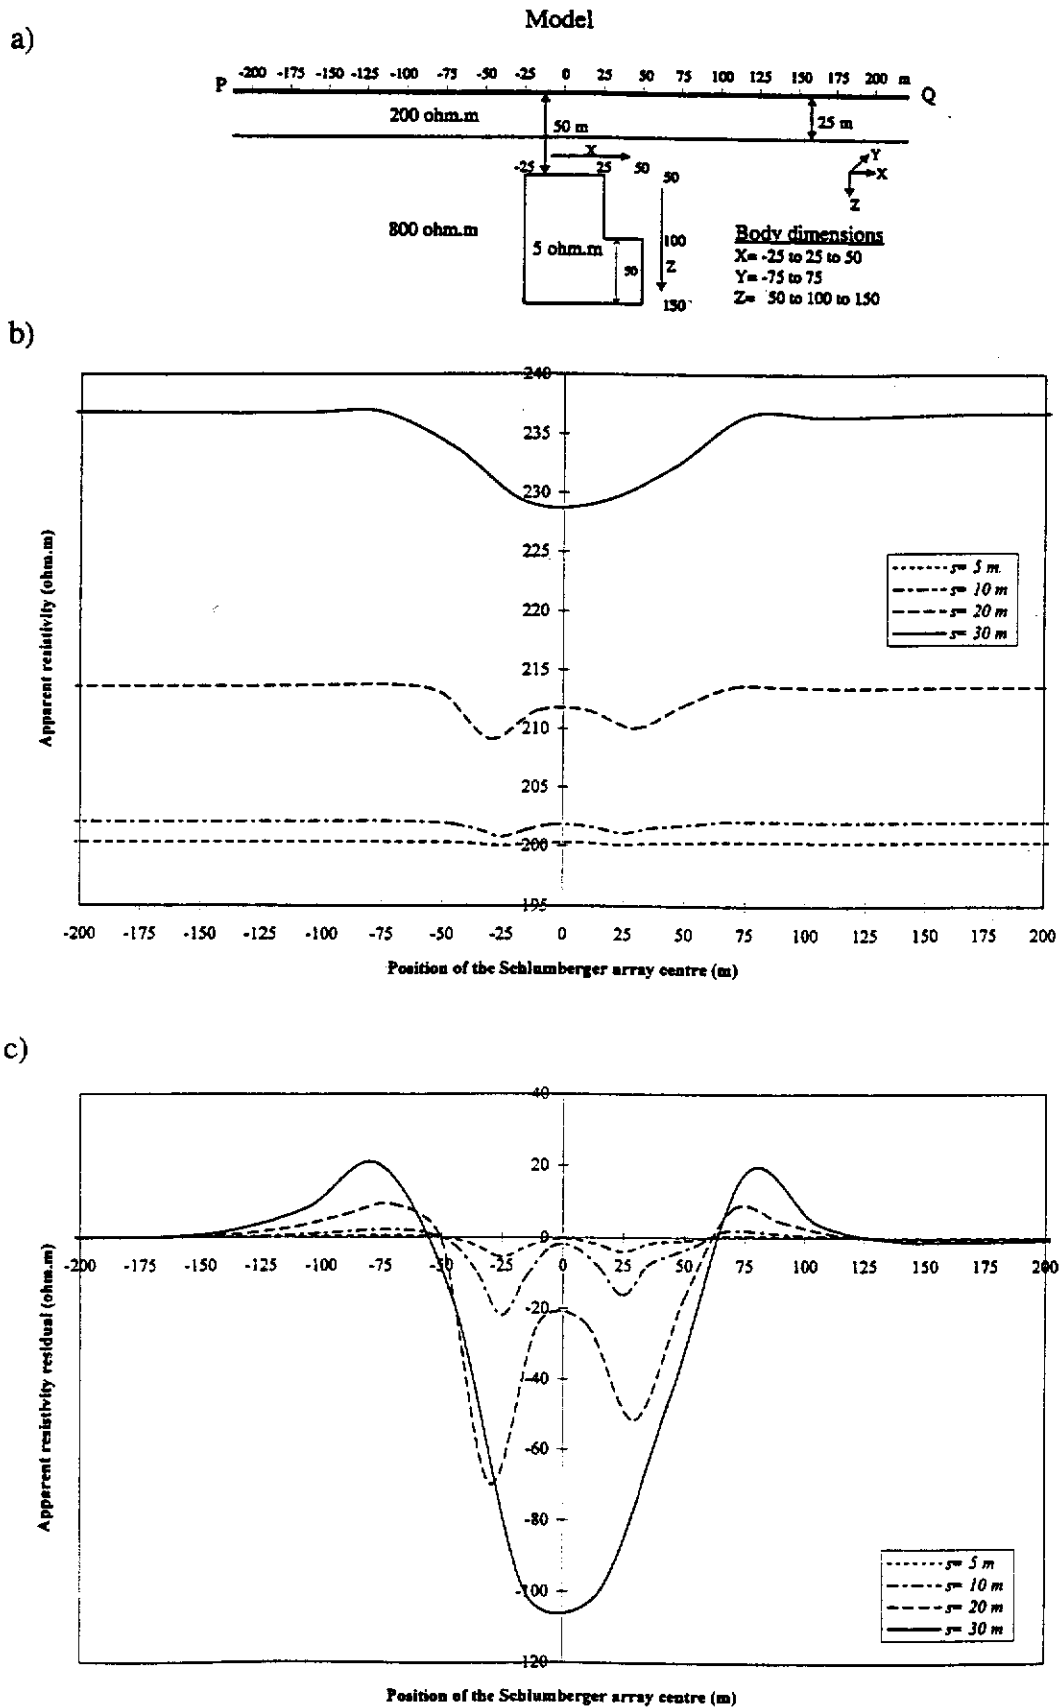 Model
a)
-200 -175 -150 -125 -100 -75 -50 -25 0 25 50 75 100 125 150 175 200 m
P
Q
200 ohm.m
50 m
25 m
X
-25 25 50
50
Y
X
Z
800 ohm.m
5 ohm.m
100
50
Z
150
Body dimensions
X= -25 to 25 to 50
Y= -75 to 75
Z= 50 to 100 to 150
b)
240
235
230
225
220
215
210
205
200
195
Apparent resistivity (ohm.m)
s= 5 m
s= 10 m
s= 20 m
s= 30 m
-200 -175 -150 -125 -100 -75 -50 -25 0 25 50 75 100 125 150 175 200
Position of the Schlumberger array centre (m)
c)
40
20
0
-200 -175 -150 -125 -100 -75 -50 -25 0 25 50 75 100 125 150 175 200
-20
-40
-60
-80
-100
-120
Apparent resistivity residual (ohm.m)
s= 5 m
s= 10 m
s= 20 m
s= 30 m
Position of the Schlumberger array centre (m)